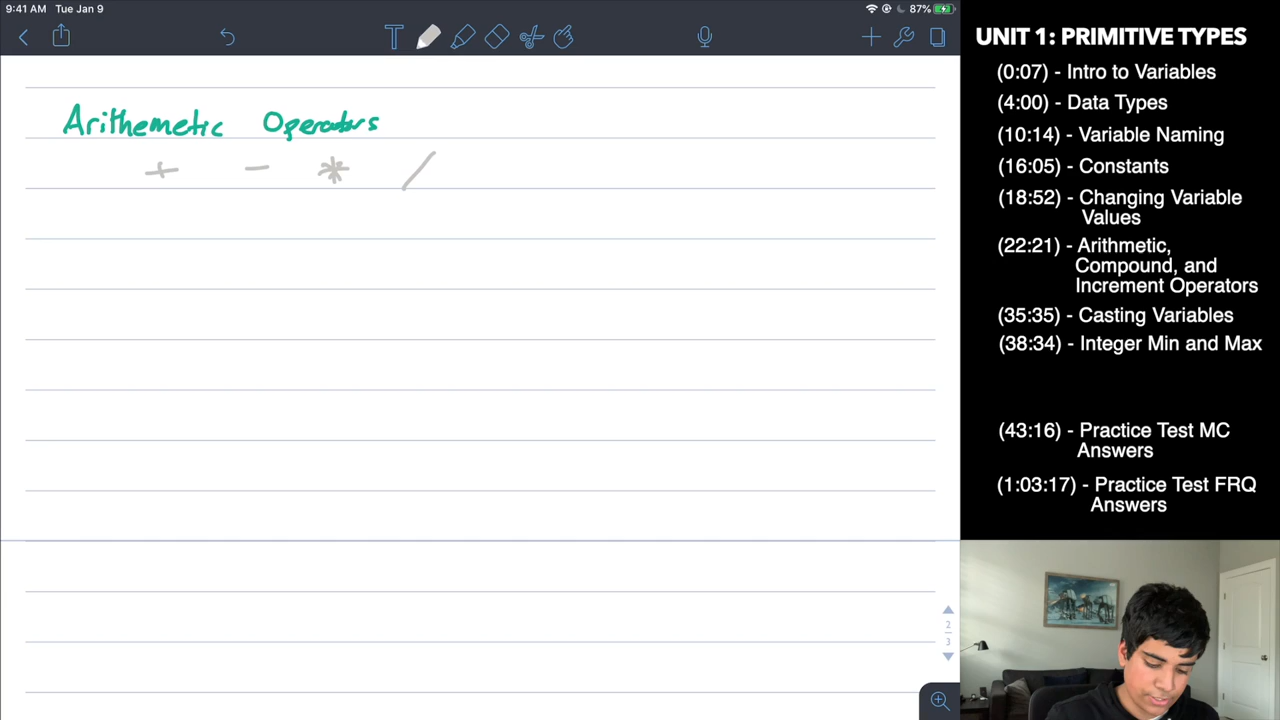 9:41 AM Tue Jan 9
87%
Arithemetic Operators
+ - * /
2
3
UNIT 1: PRIMITIVE TYPES
(0:07) - Intro to Variables
(4:00) - Data Types
(10:14) - Variable Naming
(16:05) - Constants
(18:52) - Changing Variable
Values
(22:21) - Arithmetic,
Compound, and
Increment Operators
(35:35) - Casting Variables
(38:34) - Integer Min and Max
(43:16) - Practice Test MC
Answers
(1:03:17) - Practice Test FRQ
Answers